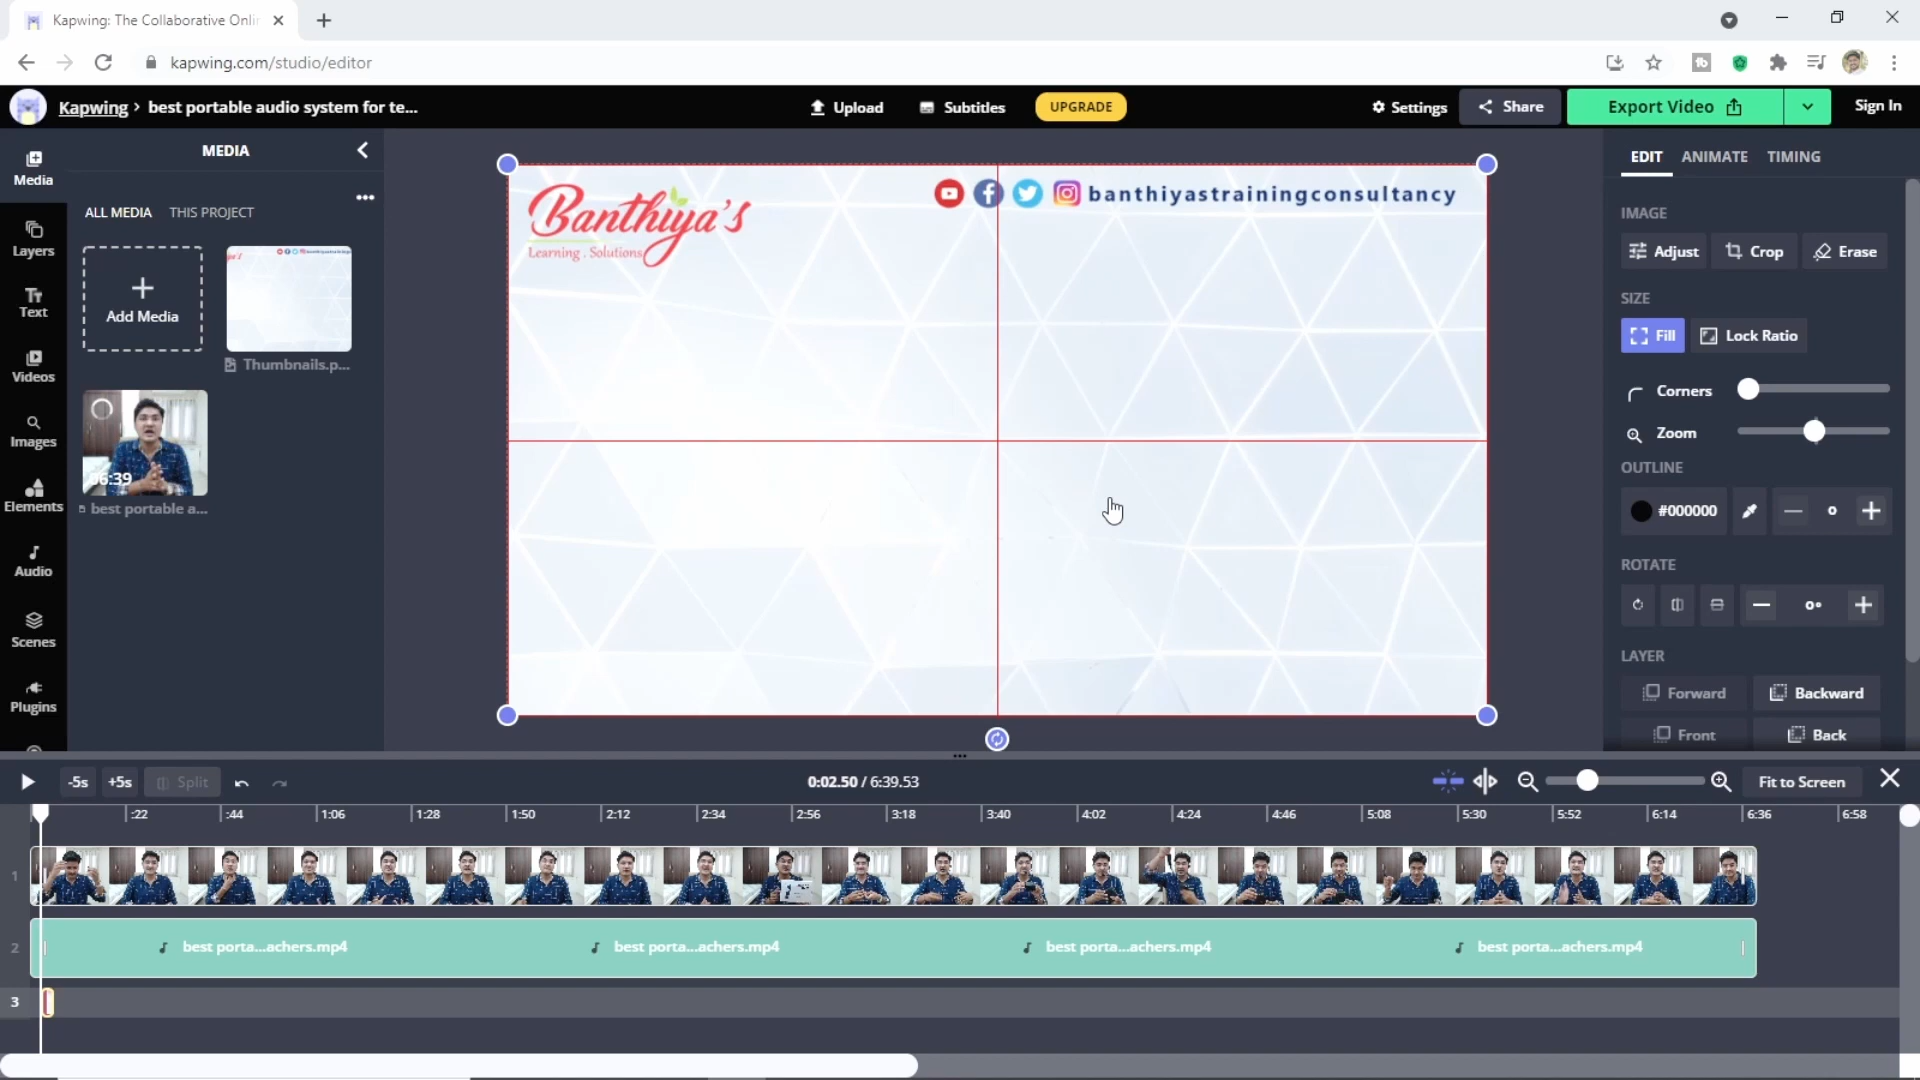 Kapwing: The Collaborative Onli
kapwing.com/studio/editor
Kapwing > best portable audio system for te...
Upload
Subtitles
UPGRADE
Settings
Share
Export Video
Sign In
MEDIA
Media
Layers
Text
Videos
Images
Elements
Audio
Scenes
Plugins
ALL MEDIA
THIS PROJECT
Add Media
Thumbnails.p...
06:39
best portable a...
Banthiya's
Learning . Solutions
banthiyastrainingconsultancy
EDIT
ANIMATE
TIMING
IMAGE
Adjust
Crop
Erase
SIZE
Fill
Lock Ratio
Corners
Zoom
OUTLINE
#000000
0
ROTATE
0°
LAYER
Forward
Backward
Front
Back
-5s
+5s
Split
0:02.50 / 6:39.53
Fit to Screen
:22 :44 1:06 1:28 1:50 2:12 2:34 2:56 3:18 3:40 4:02 4:24 4:46 5:08 5:30 5:52 6:14 6:36 6:58
1
2
best porta...achers.mp4
best porta...achers.mp4
best porta...achers.mp4
best porta...achers.mp4
3